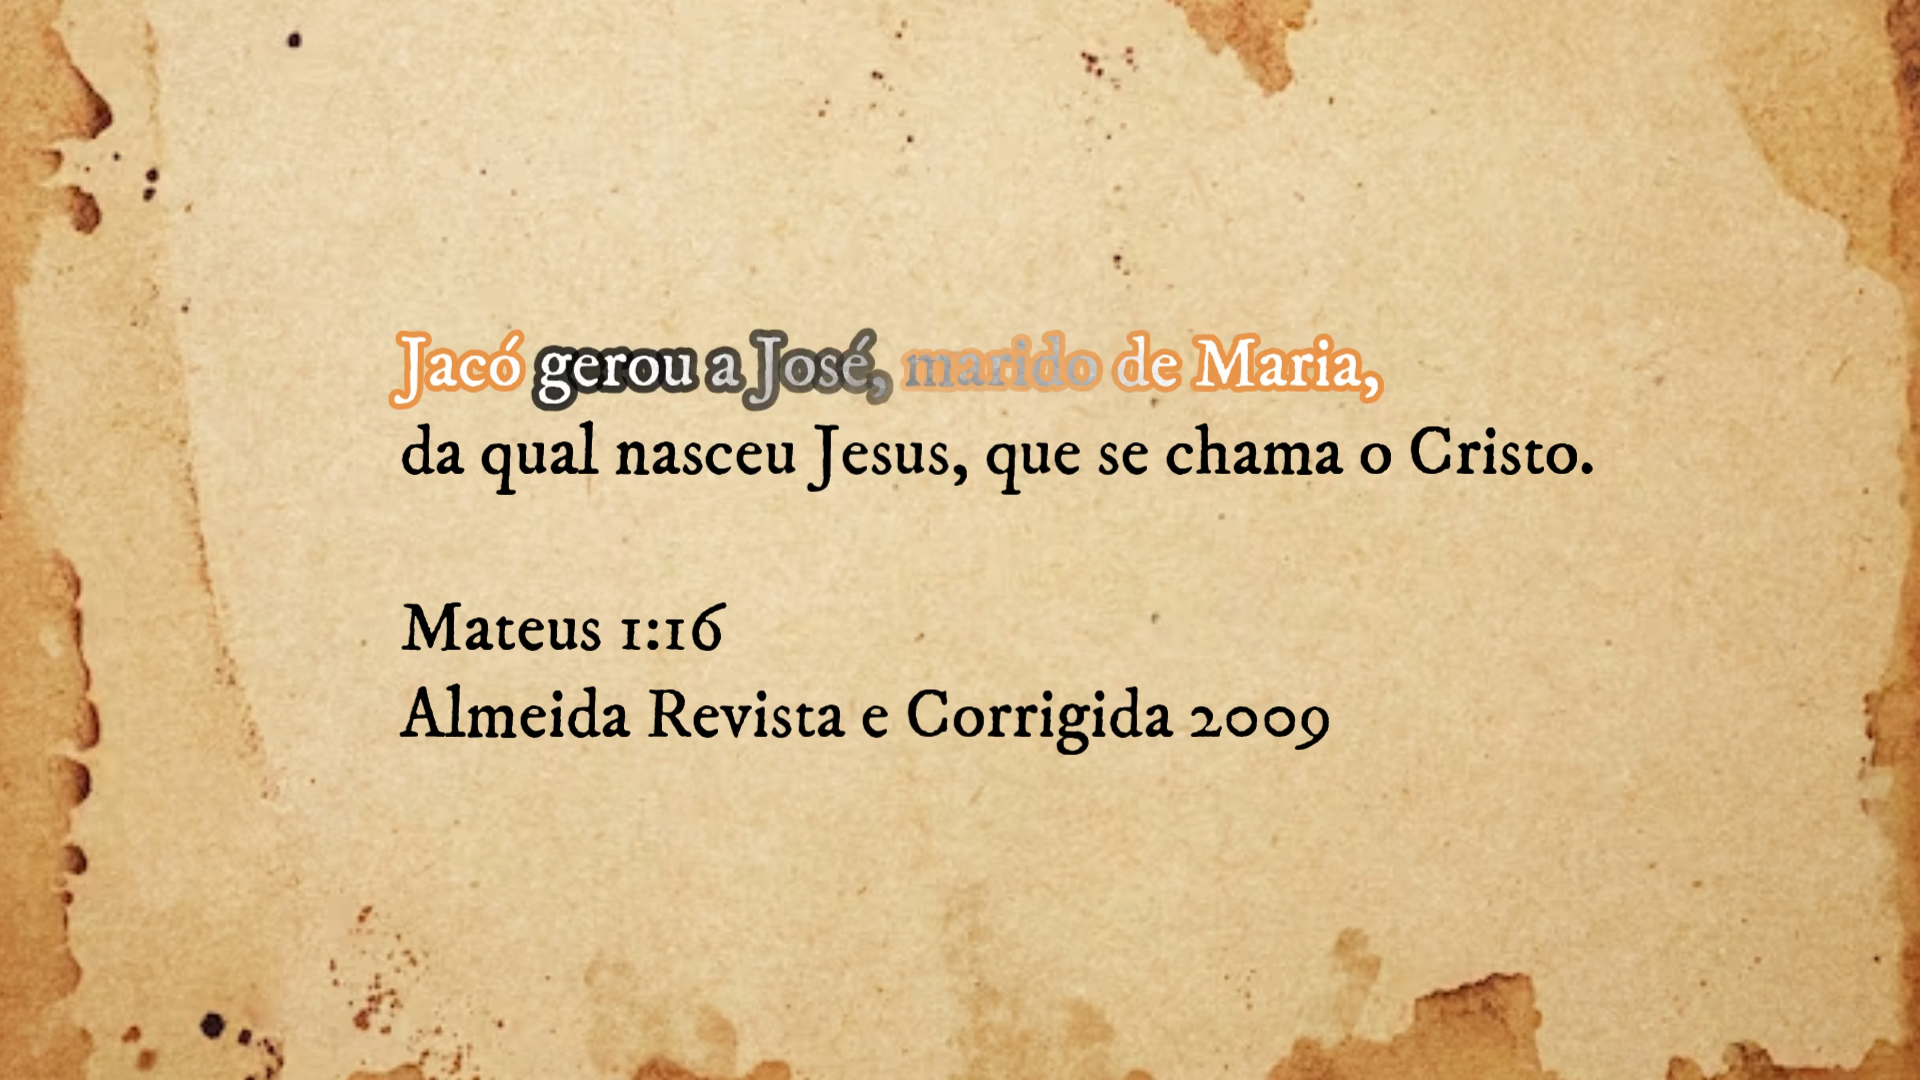 Jacó gerou a José, marido de Maria,
da qual nasceu Jesus, que se chama o Cristo.
Mateus 1:16
Almeida Revista e Corrigida 2009